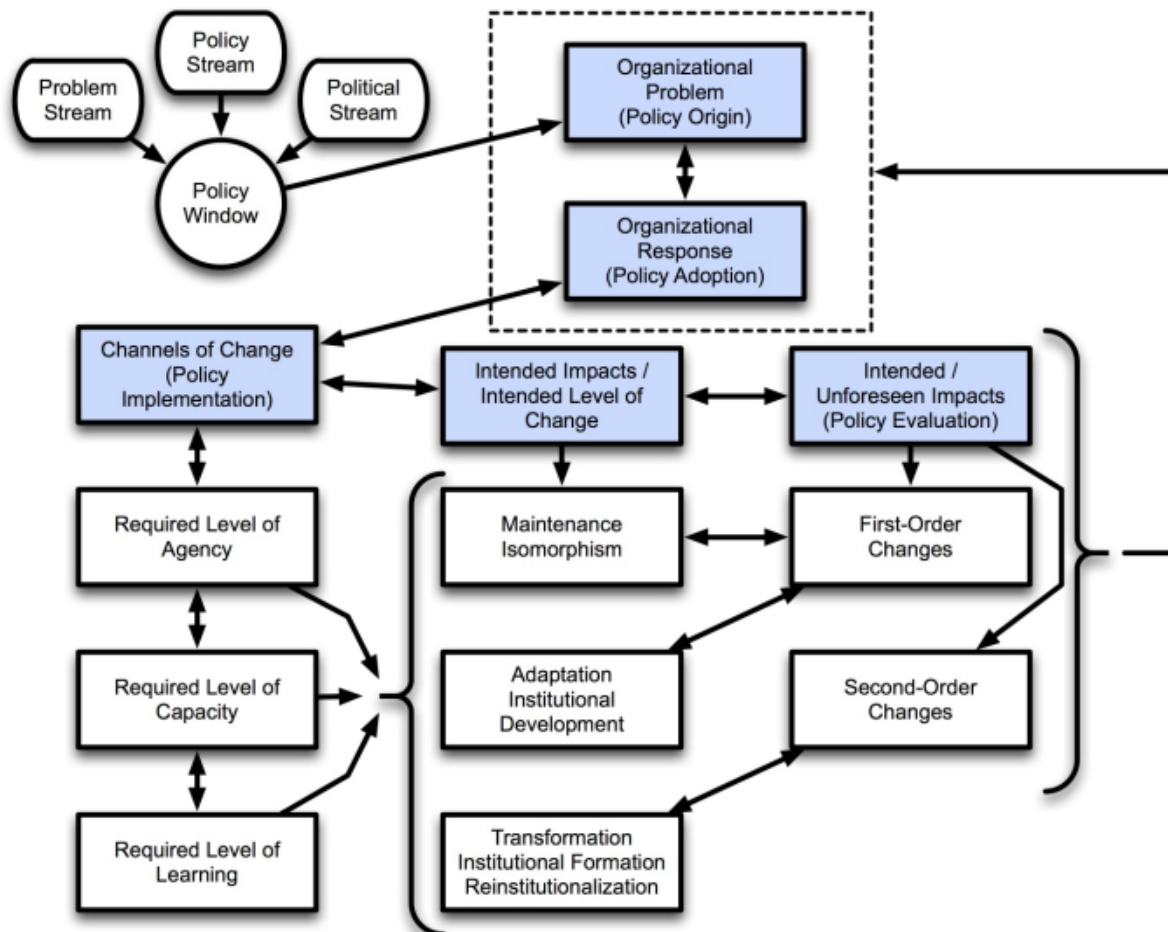 Policy
Stream
Problem
Stream
Political
Stream
Policy
Window
Organizational
Problem
(Policy Origin)
Organizational
Response
(Policy Adoption)
Channels of Change
(Policy
Implementation)
Intended Impacts /
Intended Level of
Change
Intended /
Unforeseen Impacts
(Policy Evaluation)
Required Level of
Agency
Maintenance
Isomorphism
First-Order
Changes
Required Level of
Capacity
Adaptation
Institutional
Development
Second-Order
Changes
Required Level of
Learning
Transformation
Institutional Formation
Reinstitutionalization